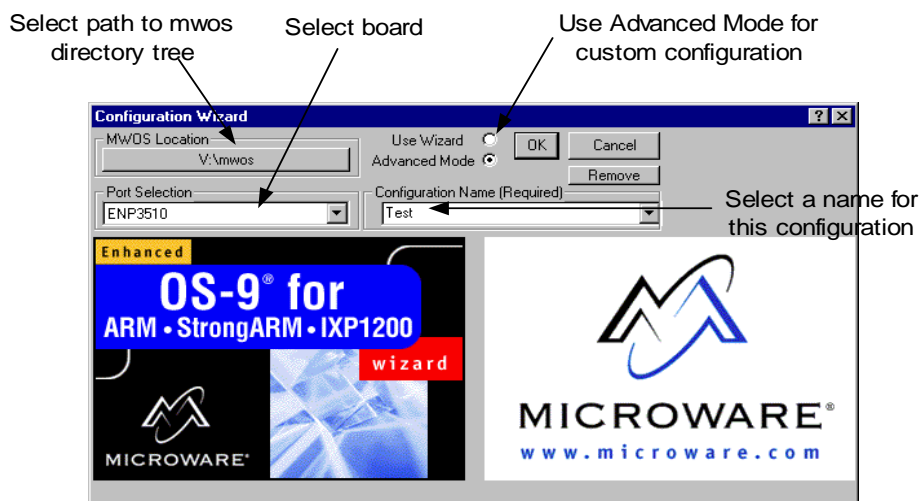 Select path to mwos
directory tree
Select board
Use Advanced Mode for
custom configuration
Configuration Wizard
MWOS Location
V:\mwos
Use Wizard
Advanced Mode
OK
Cancel
Remove
Port Selection
ENP3510
Configuration Name (Required)
Test
Select a name for
this configuration
Enhanced
OS-9® for
ARM • StrongARM • IXP1200
wizard
MICROWARE®
MICROWARE®
www.microware.com